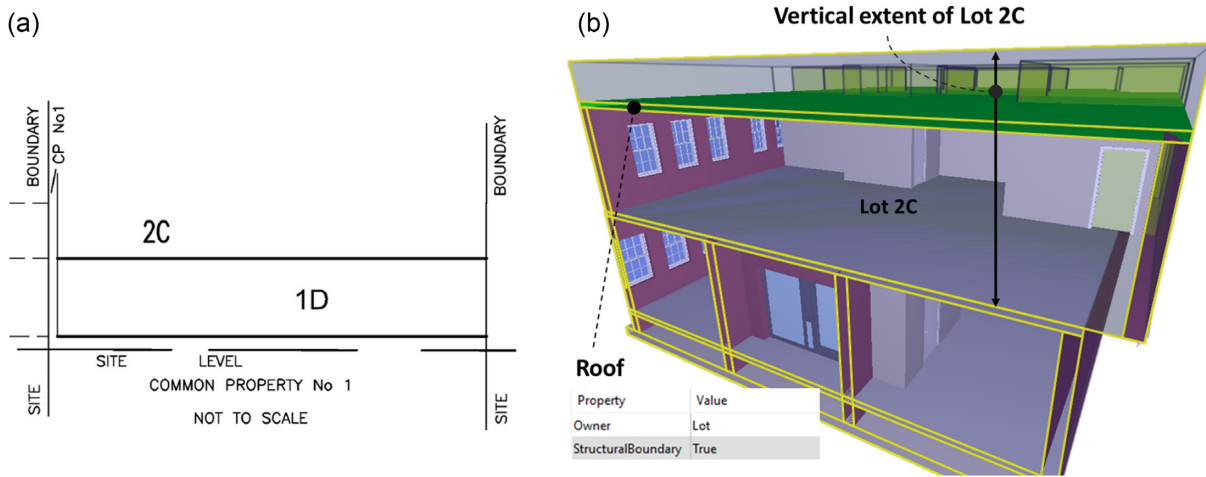 (a)
BOUNDARY
CP No1
BOUNDARY
2C
1D
SITE LEVEL
SITE
COMMON PROPERTY No 1
SITE
NOT TO SCALE
(b)
Vertical extent of Lot 2C
Lot 2C
Roof
Property Value
Owner Lot
StructuralBoundary True